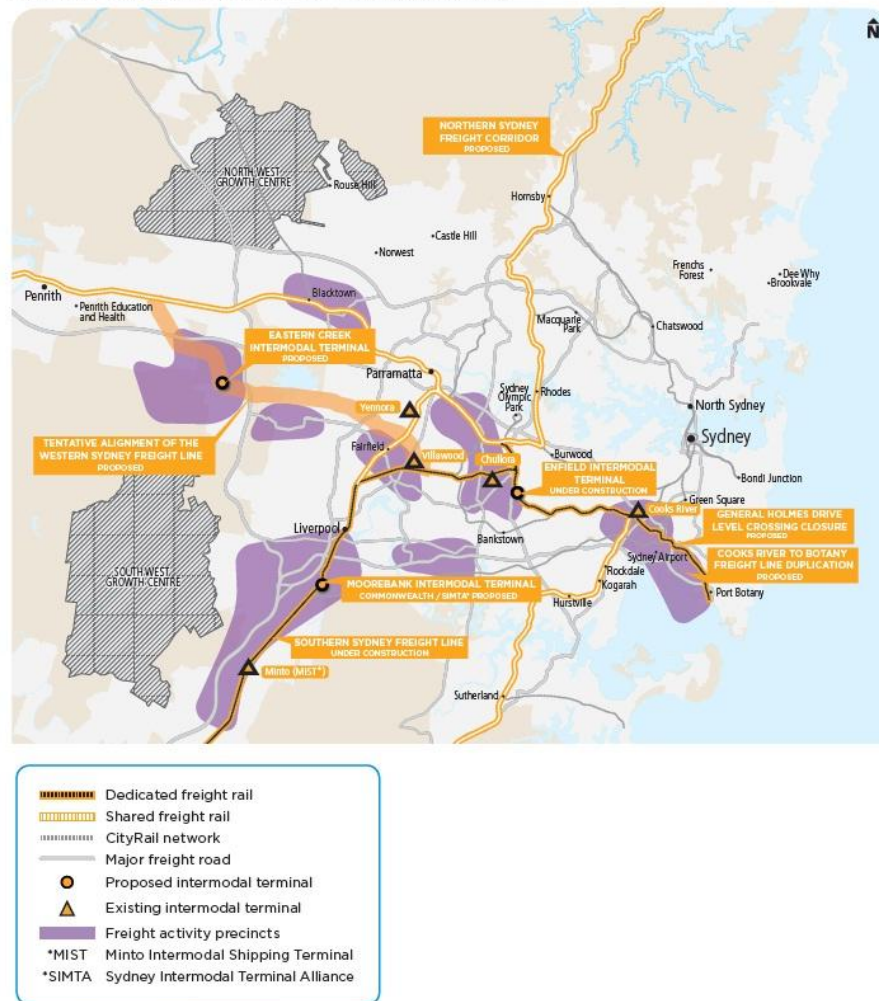 N
NORTHERN SYDNEY
FREIGHT CORRIDOR
PROPOSED
NORTH WEST
GROWTH CENTRE
Rouse Hill
Hornsby
Castle Hill
Norwest
Frenchs
Forest
Dee Why
Brookvale
Penrith
Penrith Education
and Health
Blacktown
Macquarie
Park
Chatswood
EASTERN CREEK
INTERMODAL TERMINAL
PROPOSED
Parramatta
Sydney
Olympic
Park
Rhodes
North Sydney
Yennora
Sydney
TENTATIVE ALIGNMENT OF THE
WESTERN SYDNEY FREIGHT LINE
PROPOSED
Fairfield
Villawood
Chullora
Burwood
ENFIELD INTERMODAL
TERMINAL
UNDER CONSTRUCTION
Bondi Junction
Green Square
Cooks River
GENERAL HOLMES DRIVE
LEVEL CROSSING CLOSURE
PROPOSED
Liverpool
Bankstown
Sydney Airport
COOKS RIVER TO BOTANY
FREIGHT LINE DUPLICATION
PROPOSED
SOUTH WEST
GROWTH CENTRE
MOOREBANK INTERMODAL TERMINAL
COMMONWEALTH / SIMTA* PROPOSED
Rockdale
Kogarah
Hurstville
Port Botany
SOUTHERN SYDNEY FREIGHT LINE
UNDER CONSTRUCTION
Minto (MIST*)
Sutherland
Dedicated freight rail
Shared freight rail
CityRail network
Major freight road
Proposed intermodal terminal
Existing intermodal terminal
Freight activity precincts
*MIST Minto Intermodal Shipping Terminal
*SIMTA Sydney Intermodal Terminal Alliance